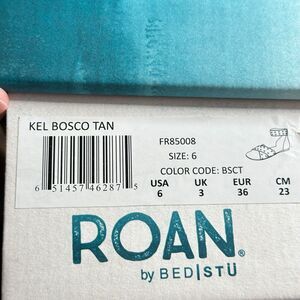 KEL BOSCO TAN
FR85008
SIZE: 6
COLOR CODE: BSCT
6 51457 46287 5
USA UK EUR CM
6 3 36 23
ROAN®
by BED|STÜ